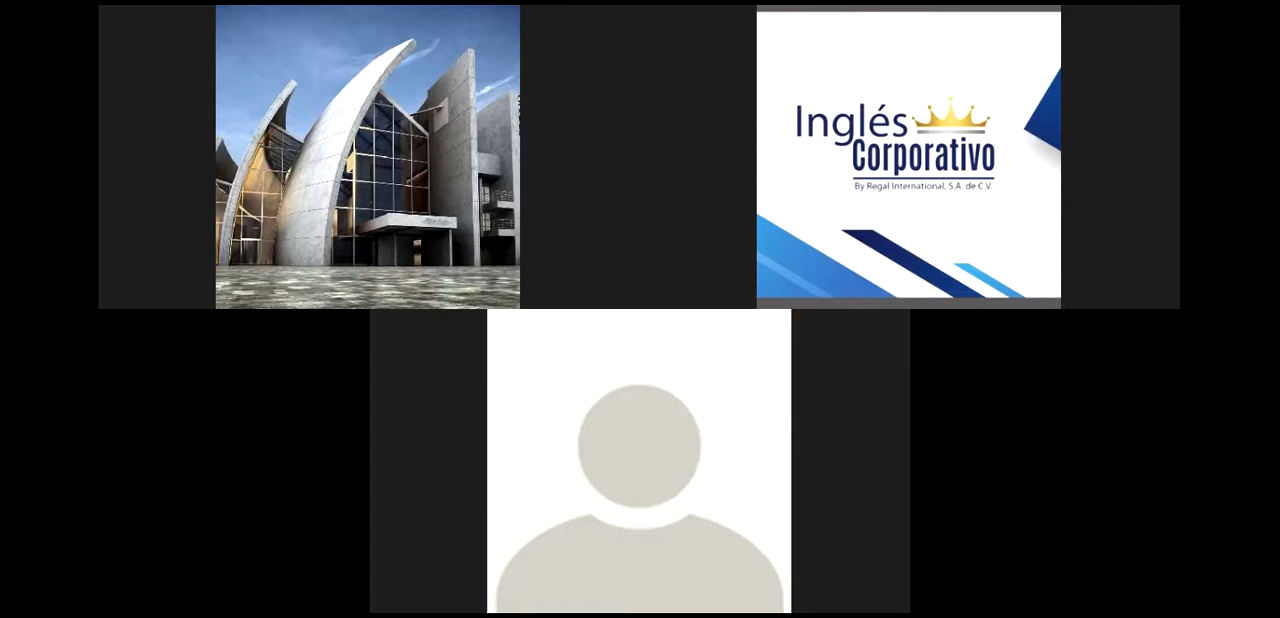 Inglés
Corporativo
By Regal International, S.A. de C.V.